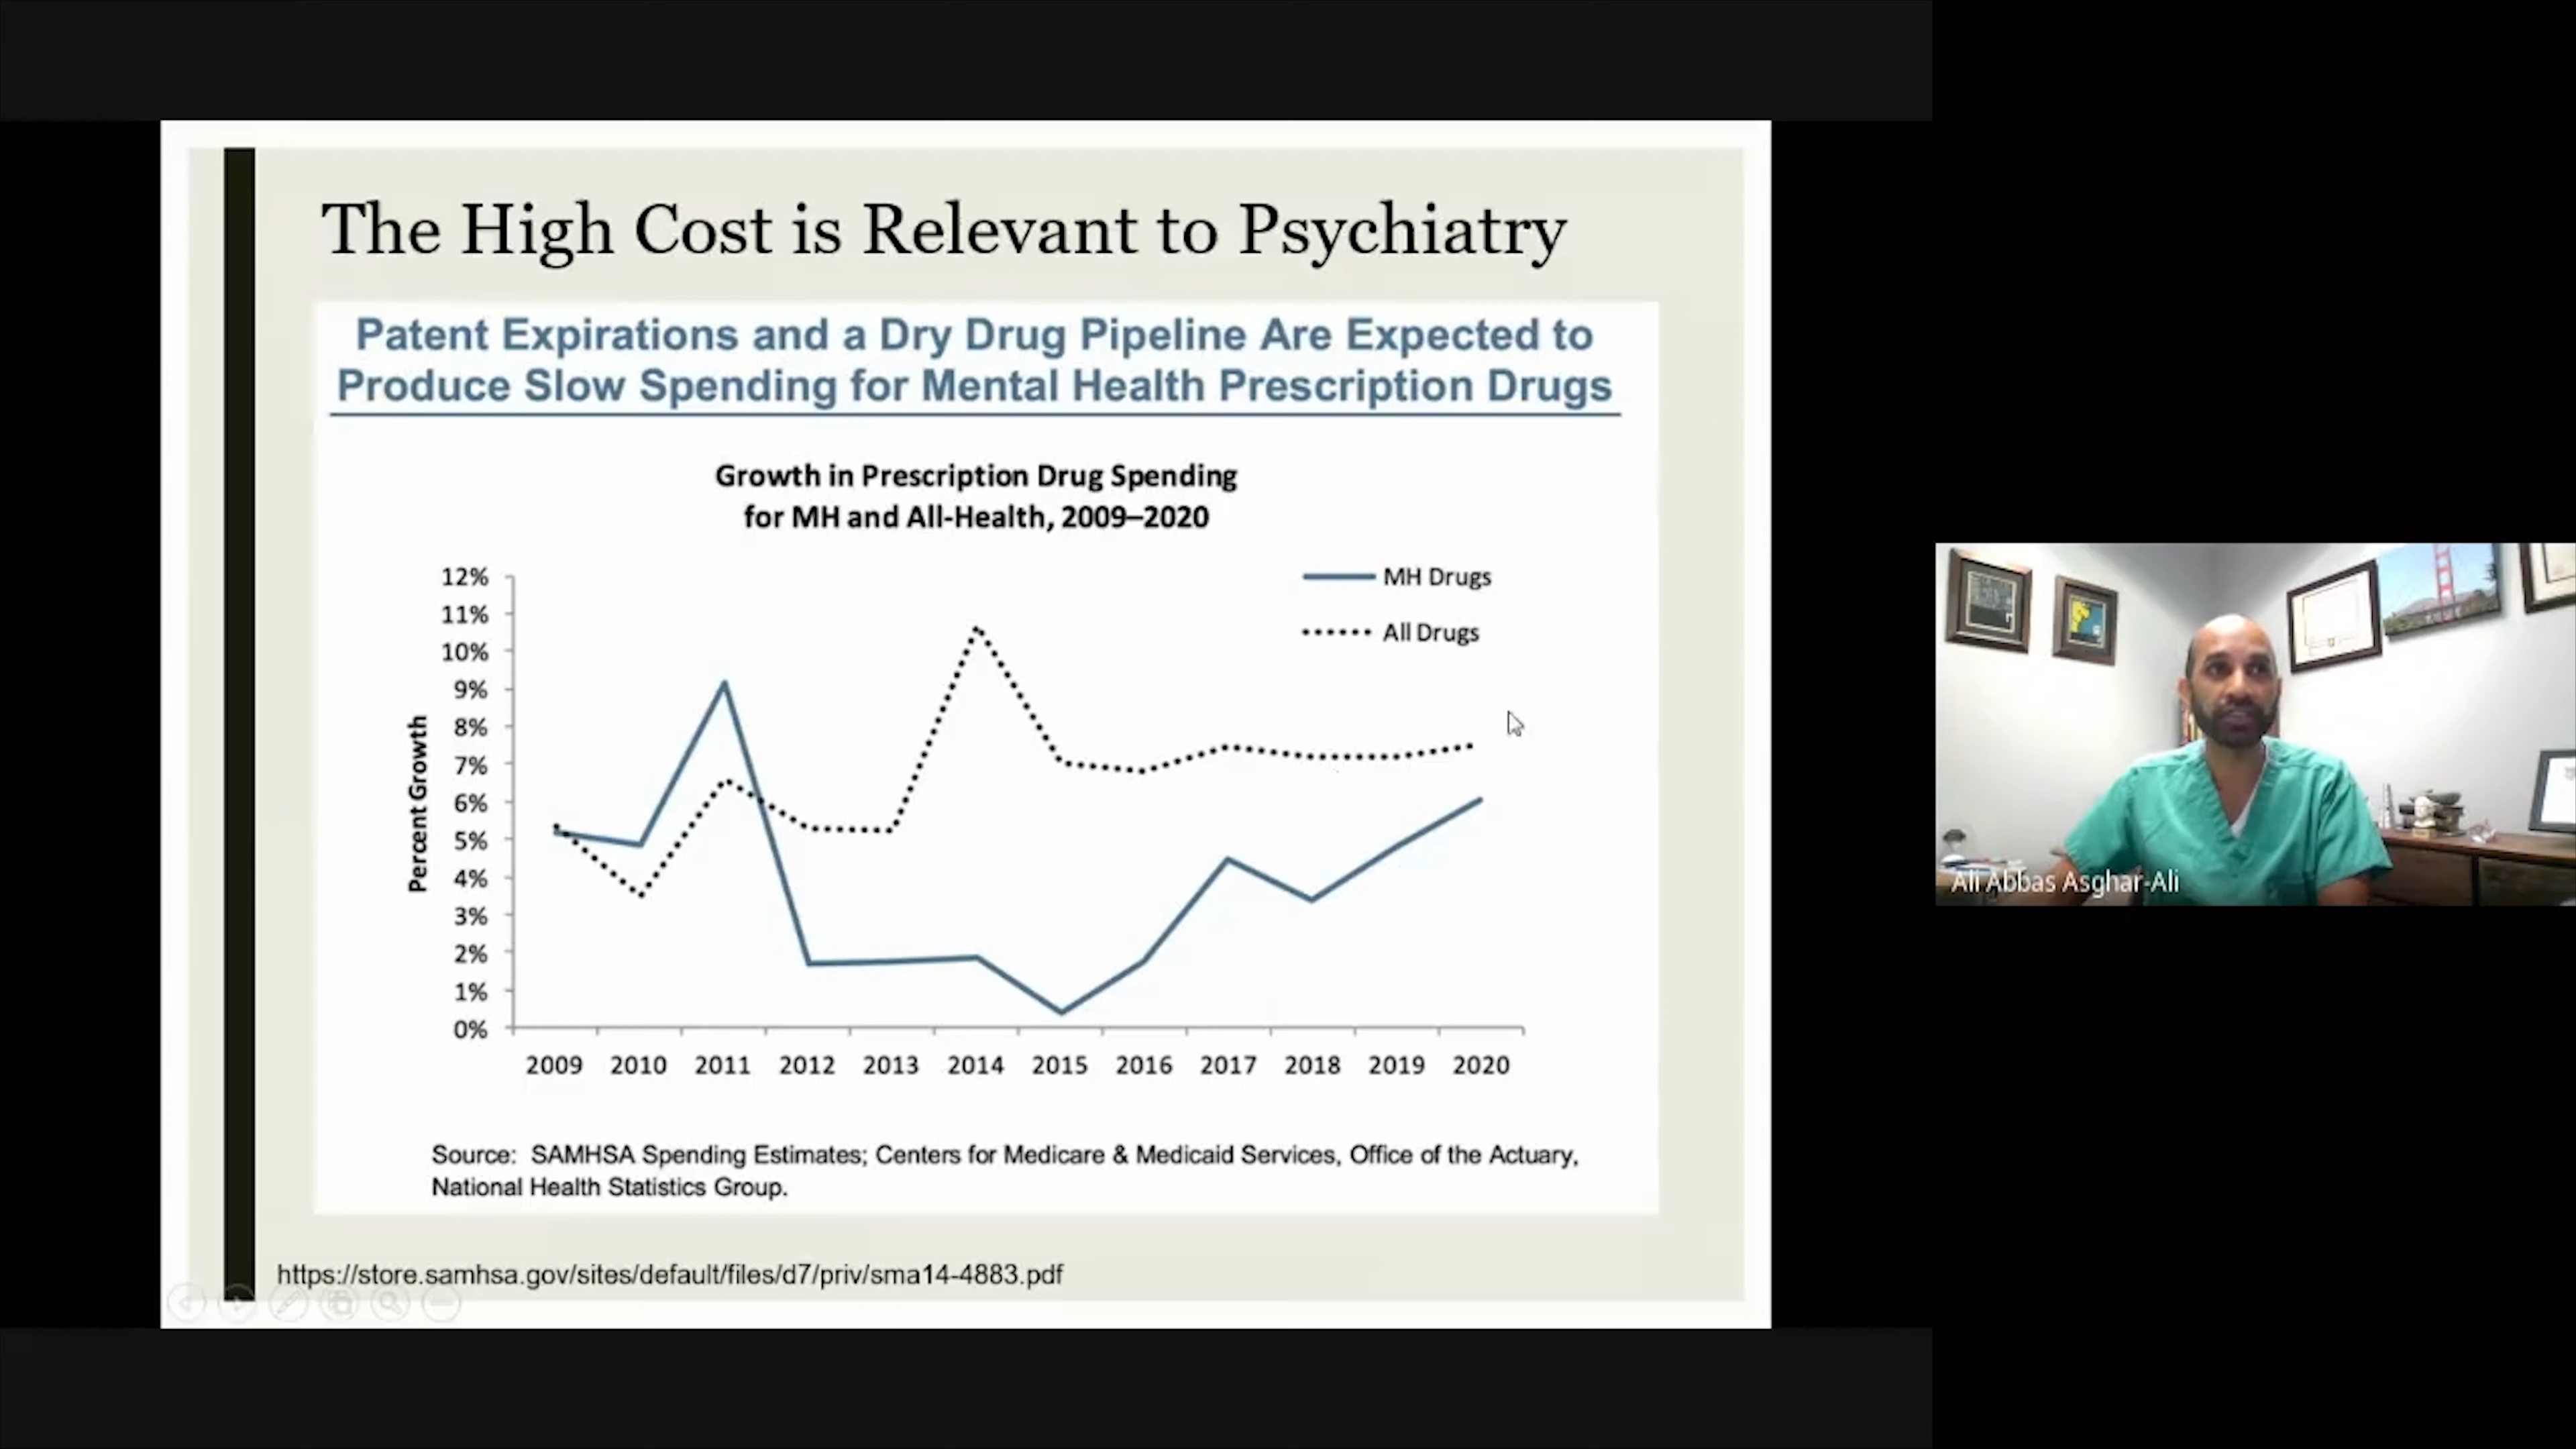 The High Cost is Relevant to Psychiatry
Patent Expirations and a Dry Drug Pipeline Are Expected to
Produce Slow Spending for Mental Health Prescription Drugs
Growth in Prescription Drug Spending
for MH and All-Health, 2009–2020
MH Drugs
All Drugs
Percent Growth
12%
11%
10%
9%
8%
7%
6%
5%
4%
3%
2%
1%
0%
2009 2010 2011 2012 2013 2014 2015 2016 2017 2018 2019 2020
Source: SAMHSA Spending Estimates; Centers for Medicare & Medicaid Services, Office of the Actuary,
National Health Statistics Group.
https://store.samhsa.gov/sites/default/files/d7/priv/sma14-4883.pdf
Ali Abbas Asghar-Ali